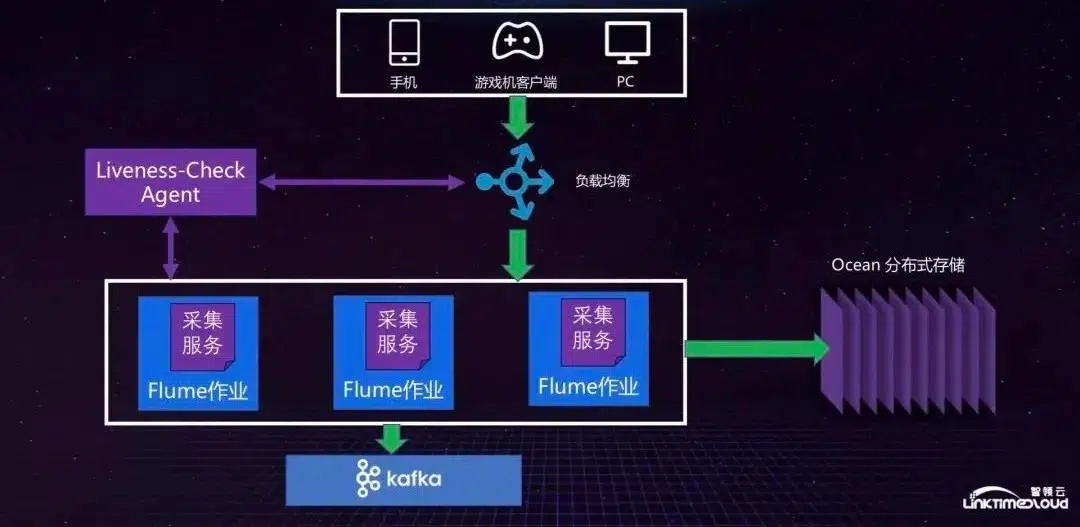 手机
游戏机客户端
PC
Liveness-Check
Agent
负载均衡
Ocean 分布式存储
采集
服务
Flume作业
采集
服务
Flume作业
采集
服务
Flume作业
kafka
智领云
LINKTIMECLOUD